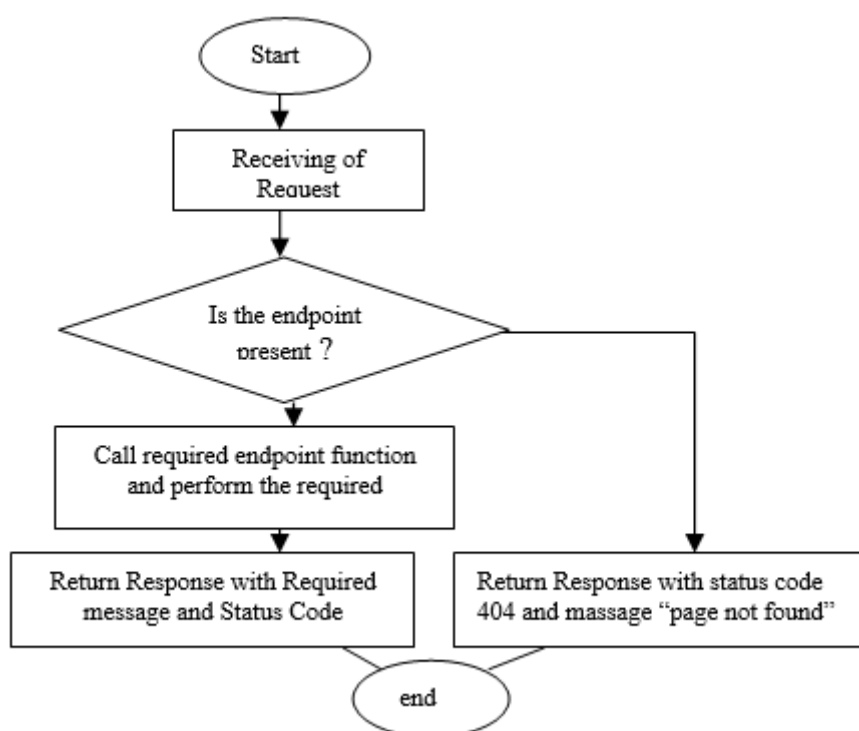 Start
Receiving of
Request
Is the endpoint
present ?
Call required endpoint function
and perform the required
Return Response with Required
message and Status Code
Return Response with status code
404 and massage “page not found”
end